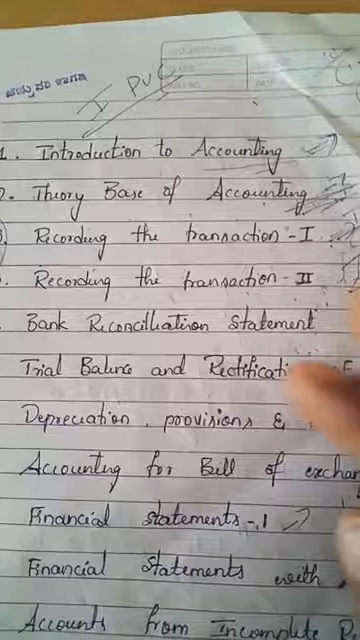 I PUC
1. Introduction to Accounting
2. Theory Base of Accounting
Recording the transaction - I
Recording the transaction - II
Bank Reconciliation Statement
Trial Balance and
Depreciation, provisions &
Accounting for Bill of
Financial statements - 1
Financial statements with
Accounts from Incomplete